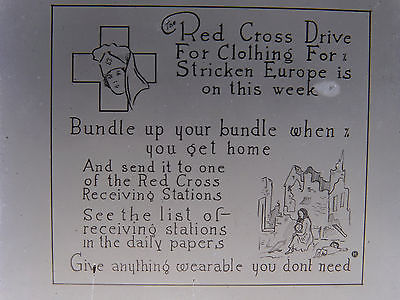 The Red Cross Drive
For Clothing For
Stricken Europe is
on this week
Bundle up your bundle when
you get home
And send it to one
of the Red Cross
Receiving Stations
See the list of
receiving stations
in the daily papers
Give anything wearable you dont need